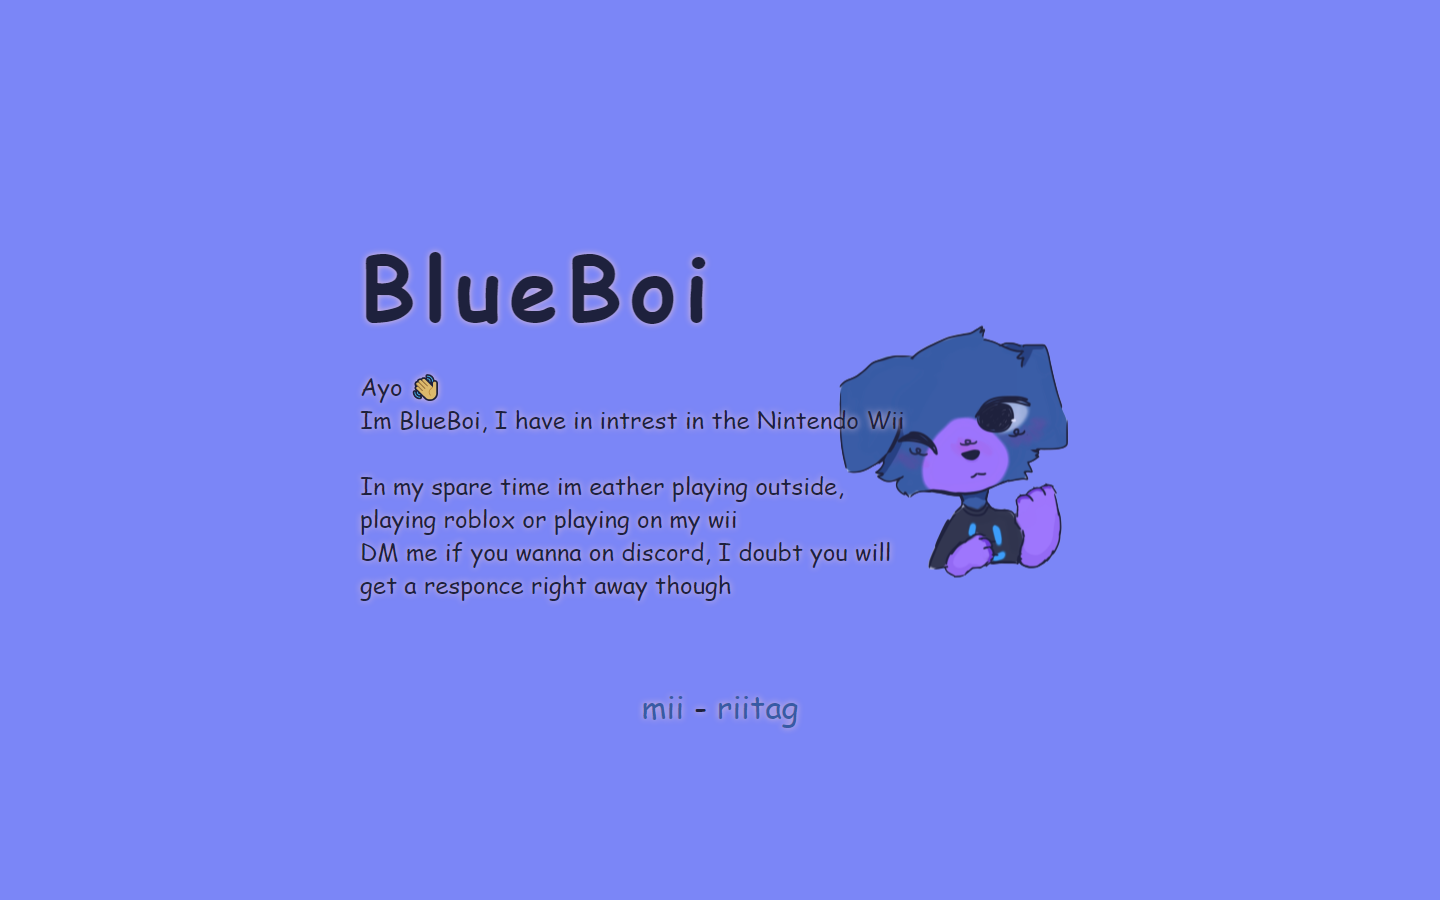 BlueBoi
Ayo 👋
Im BlueBoi, I have in intrest in the Nintendo Wii
In my spare time im eather playing outside,
playing roblox or playing on my wii
DM me if you wanna on discord, I doubt you will
get a responce right away though
mii - riitag